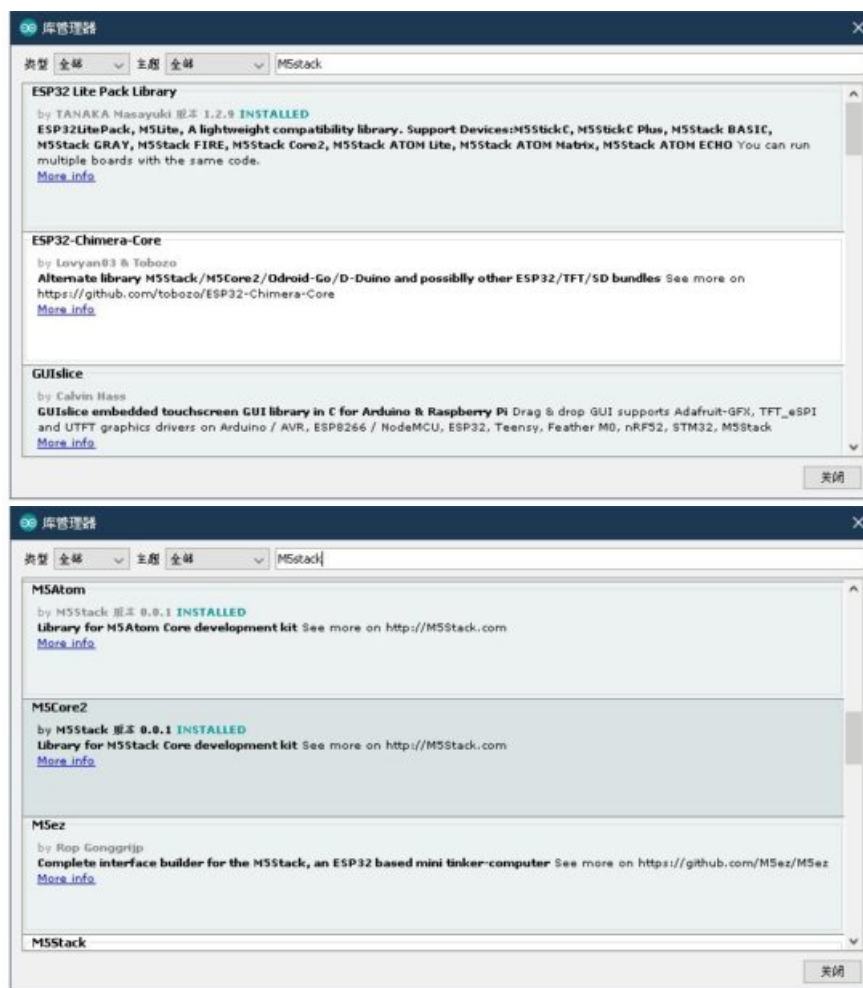 库管理器
类型 全部 主题 全部 M5stack
ESP32 Lite Pack Library
by TANAKA Masayuki 版本 1.2.9 INSTALLED
ESP32LitePack, M5Lite, A lightweight compatibility library. Support Devices:M5StickC, M5StickC Plus, M5Stack BASIC,
M5Stack GRAY, M5Stack FIRE, M5Stack Core2, M5Stack ATOM Lite, M5Stack ATOM Matrix, M5Stack ATOM ECHO You can run
multiple boards with the same code.
More info
ESP32-Chimera-Core
by Lovyan03 & Tobozo
Alternate library M5Stack/M5Core2/Odroid-Go/D-Duino and possiblly other ESP32/TFT/SD bundles See more on
https://github.com/tobozo/ESP32-Chimera-Core
More info
GUIslice
by Calvin Hass
GUIslice embedded touchscreen GUI library in C for Arduino & Raspberry Pi Drag & drop GUI supports Adafruit-GFX, TFT_eSPI
and UTFT graphics drivers on Arduino / AVR, ESP8266 / NodeMCU, ESP32, Teensy, Feather M0, nRF52, STM32, M5Stack
More info
关闭
库管理器
类型 全部 主题 全部 M5stack
M5Atom
by M5Stack 版本 0.0.1 INSTALLED
Library for M5Atom Core development kit See more on http://M5Stack.com
More info
M5Core2
by M5Stack 版本 0.0.1 INSTALLED
Library for M5Stack Core development kit See more on http://M5Stack.com
More info
M5ez
by Rop Gonggrijp
Complete interface builder for the M5Stack, an ESP32 based mini tinker-computer See more on https://github.com/M5ez/M5ez
More info
M5Stack
关闭